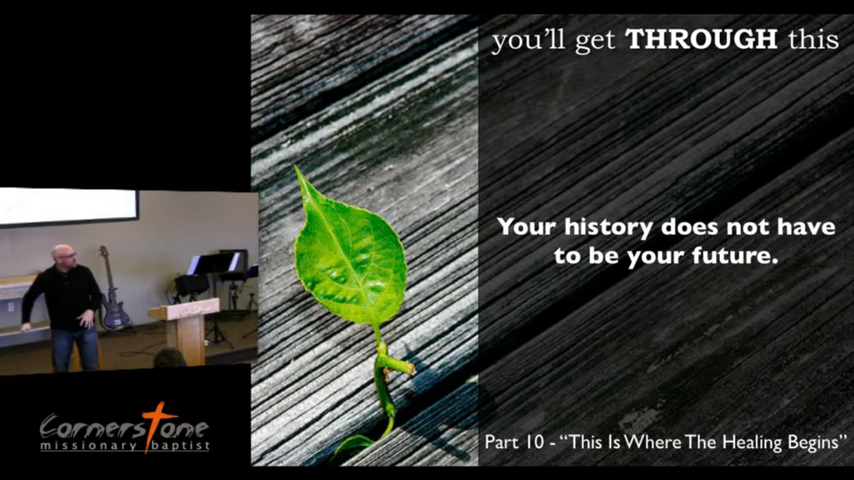 you'll get THROUGH this
Your history does not have
to be your future.
Cornerstone
missionary baptist
Part 10 - “This Is Where The Healing Begins”